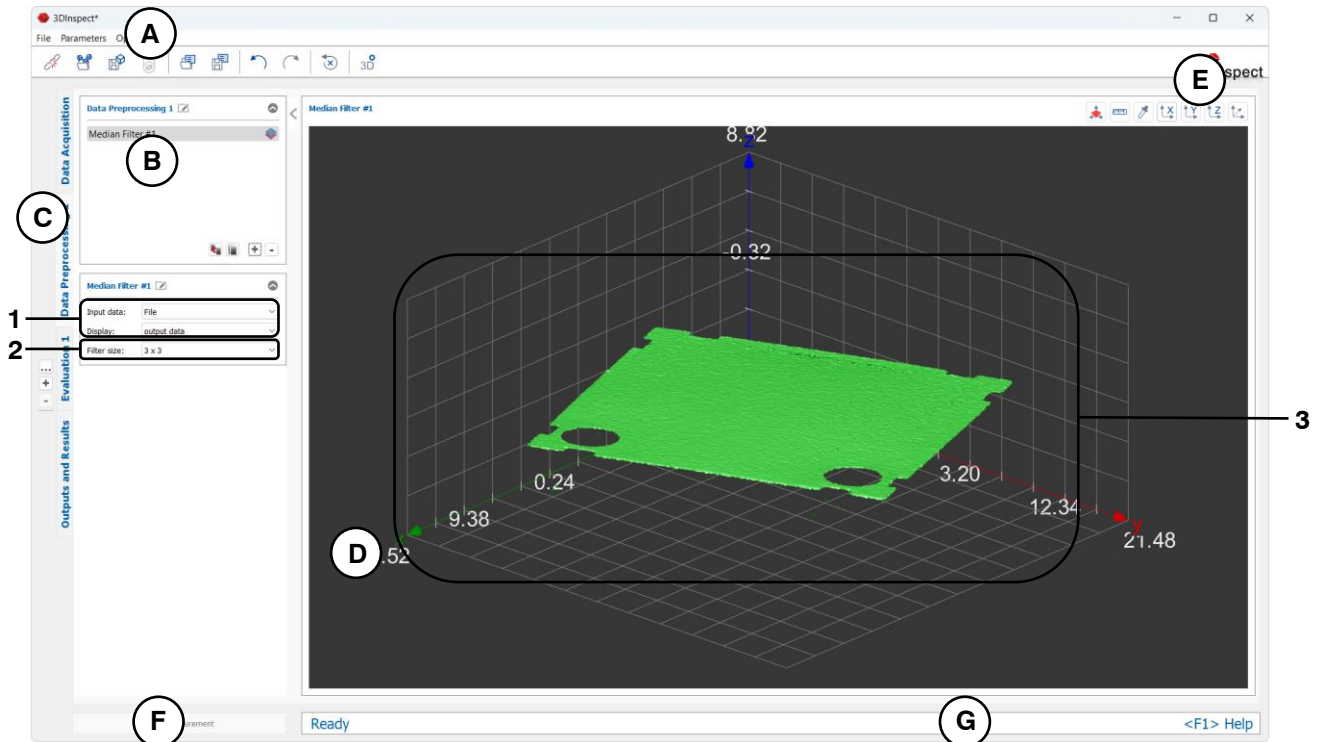 3DInspect*
A
File Parameters
3D
E
spect
Data Preprocessing 1
Median Filter #1
B
Median Filter #1
Data Acquisition
C
Data Preprocessing 1
Evaluation 1
Outputs and Results
...
+
-
+ -
Median Filter #1
1
Input data: File
Display: output data
2
Filter size: 3 x 3
X Y Z
8.82
z
-0.32
3
0.24
3.20
9.38
12.34
y
21.48
D
.52
F
G
Ready
<F1> Help